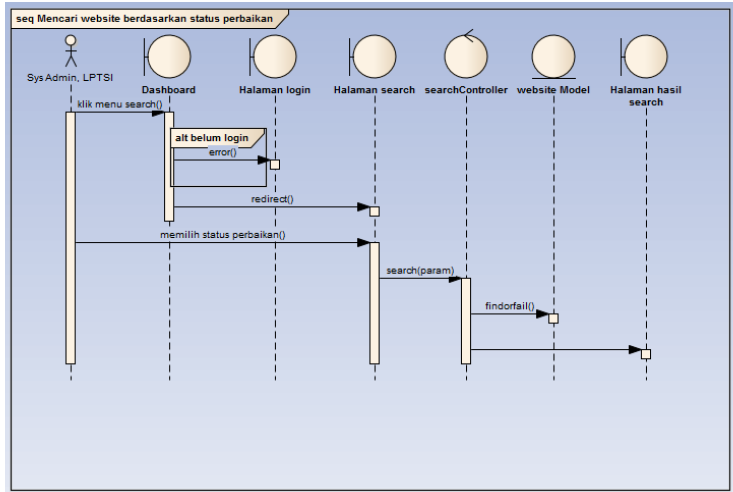 seq Mencari website berdasarkan status perbaikan
Sys Admin, LPTSI
Dashboard
Halaman login
Halaman search
searchController
website Model
Halaman hasil
search
klik menu search()
alt belum login
error()
redirect()
memilih status perbaikan()
search(param)
findorfail()